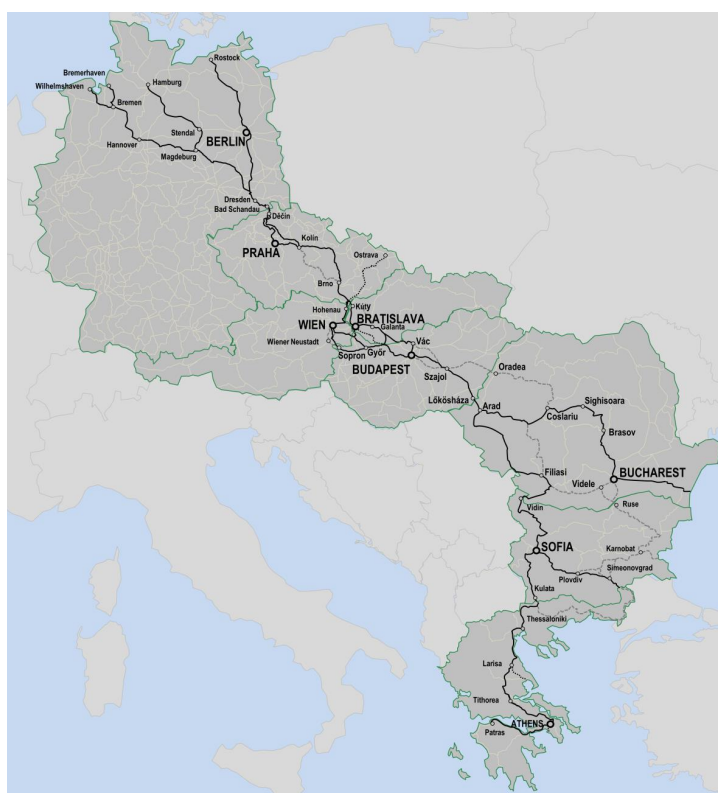 Rostock
Bremerhaven
Hamburg
Wilhelmshaven
Bremen
Stendal
BERLIN
Hannover
Magdeburg
Dresden
Bad Schandau
Děčín
Kolín
PRAHA
Ostrava
Brno
Hohenau
Kúty
WIEN
BRATISLAVA
Galanta
Wiener Neustadt
Vác
Sopron
Győr
BUDAPEST
Szajol
Oradea
Lőkösháza
Arad
Sighisoara
Coslariu
Brasov
Filiasi
BUCHAREST
Videle
Vidin
Ruse
SOFIA
Karnobat
Plovdiv
Simeonovgrad
Kulata
Thessaloniki
Larisa
Tithorea
ATHENS
Patras